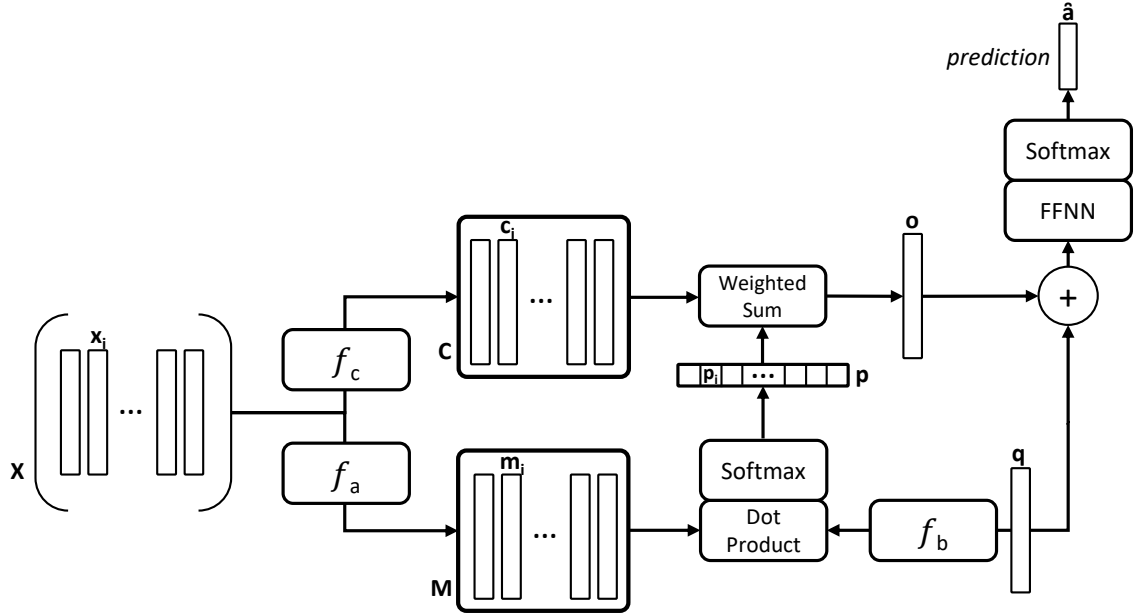 â
prediction
Softmax
FFNN
c_i
o
Weighted
Sum
+
x_i
...
f_c
...
C
p_i
...
p
X
f_a
m_i
...
M
Softmax
Dot
Product
f_b
q